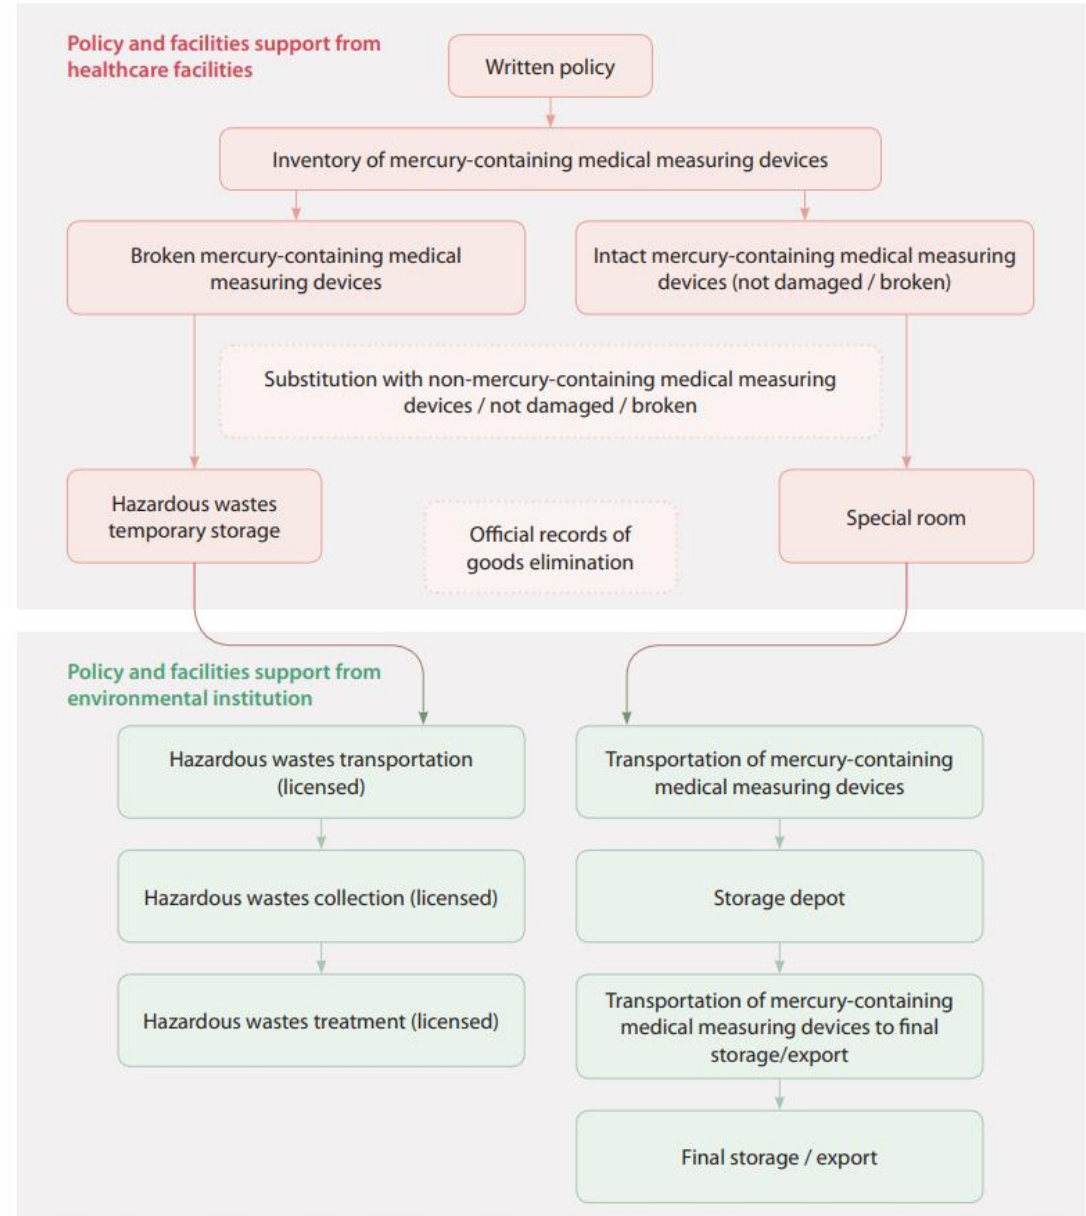 Policy and facilities support from
healthcare facilities
Written policy
Inventory of mercury-containing medical measuring devices
Broken mercury-containing medical
measuring devices
Intact mercury-containing medical measuring
devices (not damaged / broken)
Substitution with non-mercury-containing medical measuring
devices / not damaged / broken
Hazardous wastes
temporary storage
Official records of
goods elimination
Special room
Policy and facilities support from
environmental institution
Hazardous wastes transportation
(licensed)
Transportation of mercury-containing
medical measuring devices
Hazardous wastes collection (licensed)
Storage depot
Hazardous wastes treatment (licensed)
Transportation of mercury-containing
medical measuring devices to final
storage/export
Final storage / export